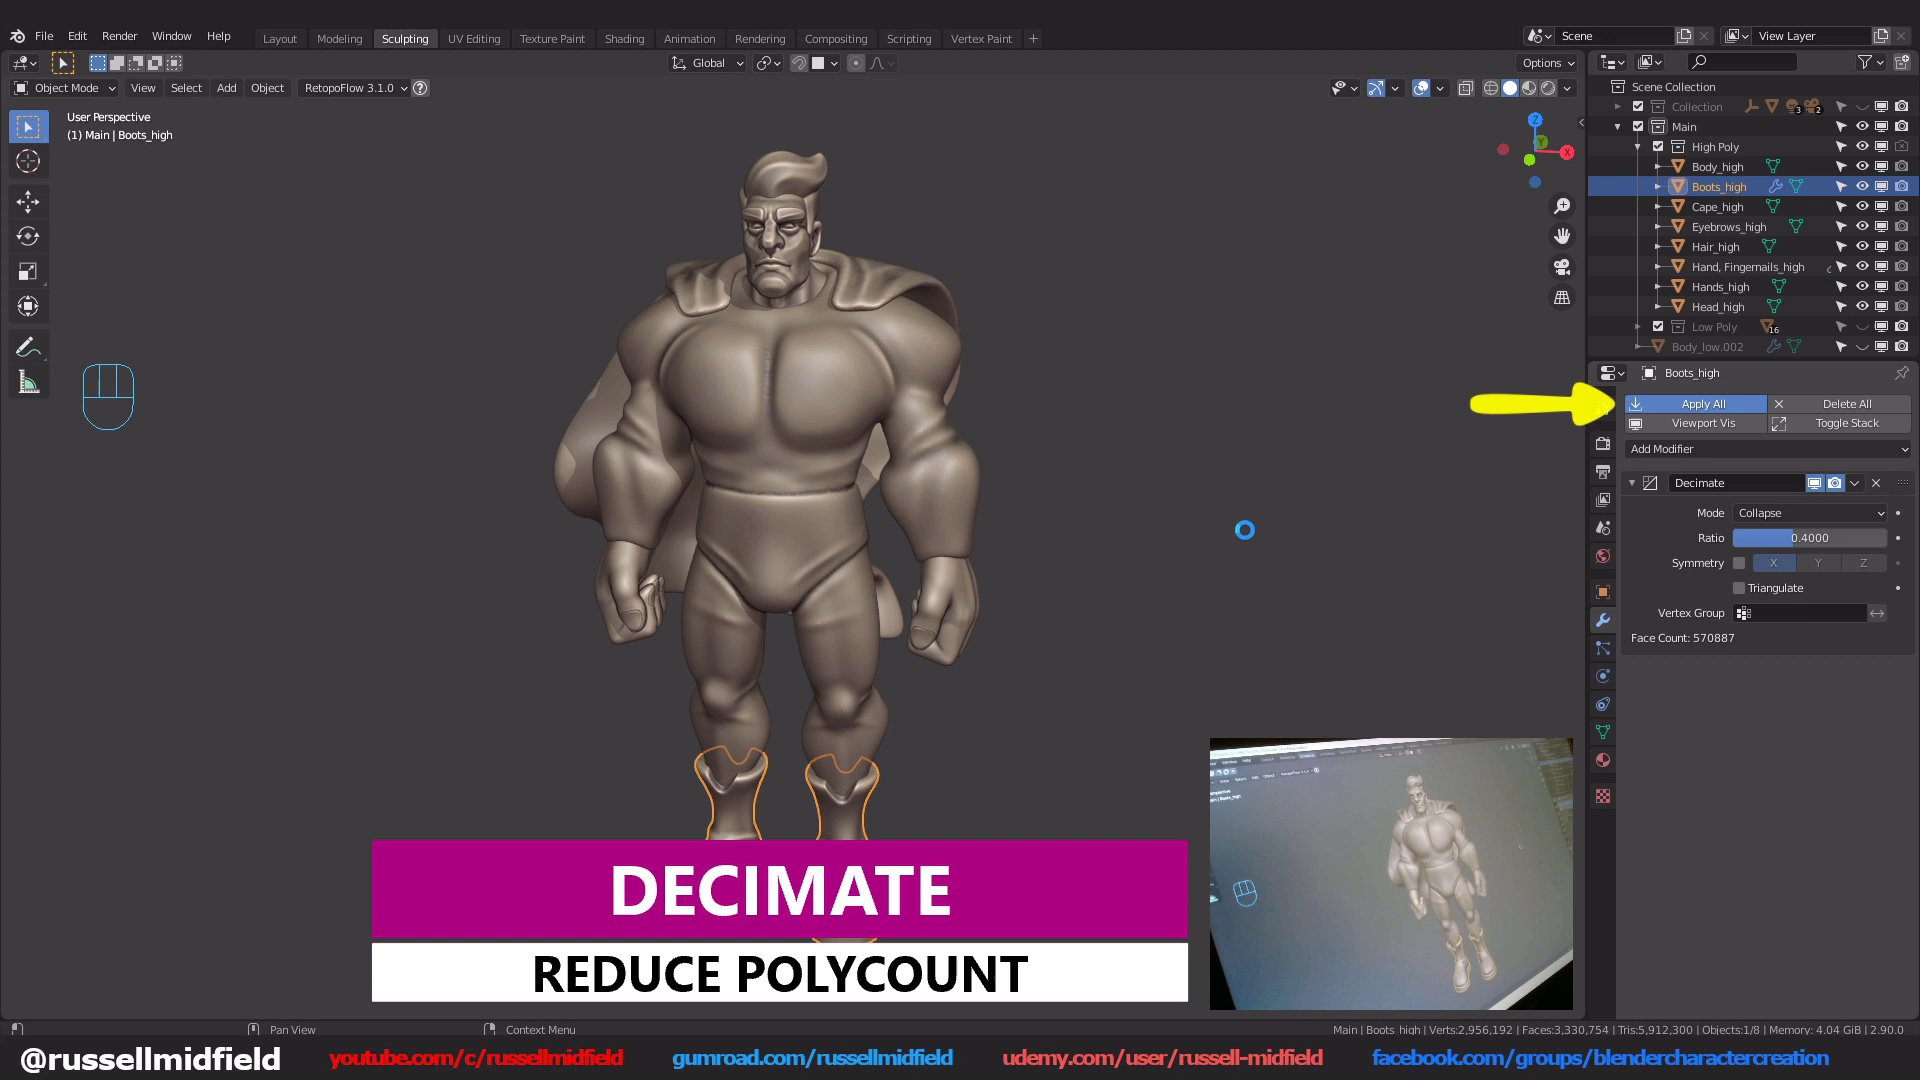 File Edit Render Window Help Layout Modeling Sculpting UV Editing Texture Paint Shading Animation Rendering Compositing Scripting Vertex Paint + Scene View Layer
Global Options
Object Mode View Select Add Object RetopoFlow 3.1.0 ?
User Perspective
(1) Main | Boots_high
Z
Y
X
Scene Collection
Collection 3 2
Main
High Poly
Body_high
Boots_high
Cape_high
Eyebrows_high
Hair_high
Hand, Fingernails_high
Hands_high
Head_high
Low Poly 16
Body_low.002
Boots_high
Apply All Delete All
Viewport Vis Toggle Stack
Add Modifier
Decimate
Mode Collapse
Ratio 0.4000
Symmetry X Y Z
Triangulate
Vertex Group
Face Count: 570887
DECIMATE
REDUCE POLYCOUNT
Pan View Context Menu Main | Boots_high | Verts:2,956,192 | Faces:3,330,754 | Tris:5,912,300 | Objects:1/8 | Memory: 4.04 GiB | 2.90.0
@russellmidfield youtube.com/c/russellmidfield gumroad.com/russellmidfield udemy.com/user/russell-midfield facebook.com/groups/blendercharactercreation